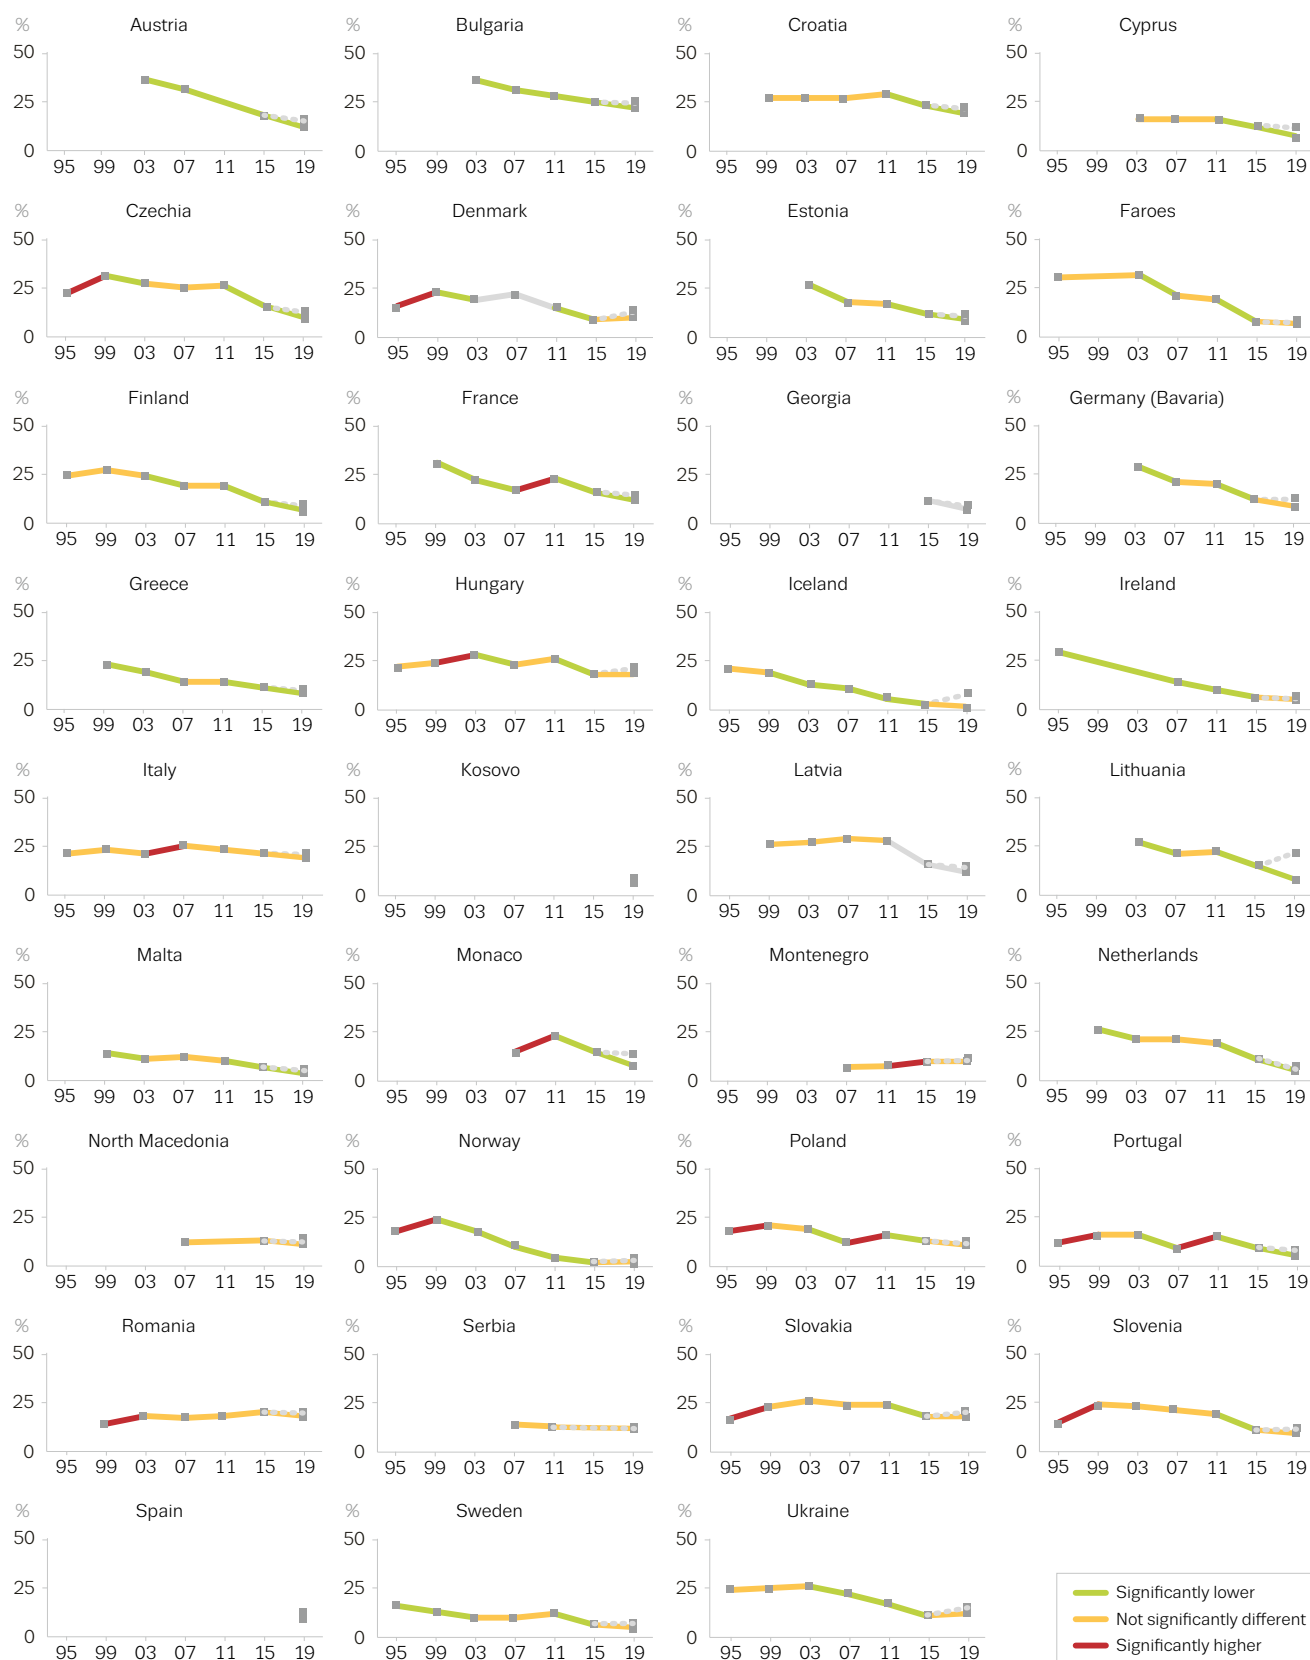 % Austria % Bulgaria % Croatia % Cyprus
50 50 50 50
25 25 25 25
0 0 0 0
95 99 03 07 11 15 19 95 99 03 07 11 15 19 95 99 03 07 11 15 19 95 99 03 07 11 15 19
% Czechia % Denmark % Estonia % Faroes
50 50 50 50
25 25 25 25
0 0 0 0
95 99 03 07 11 15 19 95 99 03 07 11 15 19 95 99 03 07 11 15 19 95 99 03 07 11 15 19
% Finland % France % Georgia % Germany (Bavaria)
50 50 50 50
25 25 25 25
0 0 0 0
95 99 03 07 11 15 19 95 99 03 07 11 15 19 95 99 03 07 11 15 19 95 99 03 07 11 15 19
% Greece % Hungary % Iceland % Ireland
50 50 50 50
25 25 25 25
0 0 0 0
95 99 03 07 11 15 19 95 99 03 07 11 15 19 95 99 03 07 11 15 19 95 99 03 07 11 15 19
% Italy % Kosovo % Latvia % Lithuania
50 50 50 50
25 25 25 25
0 0 0 0
95 99 03 07 11 15 19 95 99 03 07 11 15 19 95 99 03 07 11 15 19 95 99 03 07 11 15 19
% Malta % Monaco % Montenegro % Netherlands
50 50 50 50
25 25 25 25
0 0 0 0
95 99 03 07 11 15 19 95 99 03 07 11 15 19 95 99 03 07 11 15 19 95 99 03 07 11 15 19
% North Macedonia % Norway % Poland % Portugal
50 50 50 50
25 25 25 25
0 0 0 0
95 99 03 07 11 15 19 95 99 03 07 11 15 19 95 99 03 07 11 15 19 95 99 03 07 11 15 19
% Romania % Serbia % Slovakia % Slovenia
50 50 50 50
25 25 25 25
0 0 0 0
95 99 03 07 11 15 19 95 99 03 07 11 15 19 95 99 03 07 11 15 19 95 99 03 07 11 15 19
% Spain % Sweden % Ukraine
50 50 50
25 25 25
0 0 0
95 99 03 07 11 15 19 95 99 03 07 11 15 19 95 99 03 07 11 15 19
Significantly lower
Not significantly different
Significantly higher